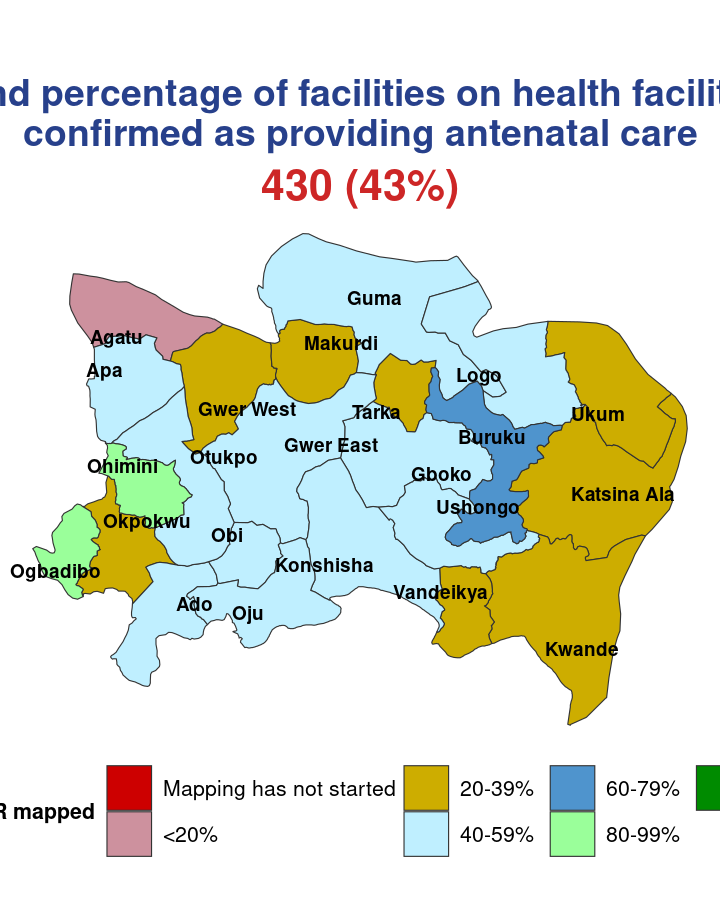 percentage of facilities on health
confirmed as providing antenatal care
430 (43%)
Guma
Agatu
Makurdi
Apa
Logo
Gwer West
Tarka
Ukum
Gwer East
Buruku
Otukpo
Ohimini
Gboko
Katsina Ala
Ushongo
Okpokwu
Obi
Konshisha
Ogbadibo
Vandeikya
Ado
Oju
Kwande
Mapping has not started
20-39%
60-79%
mapped
<20%
40-59%
80-99%